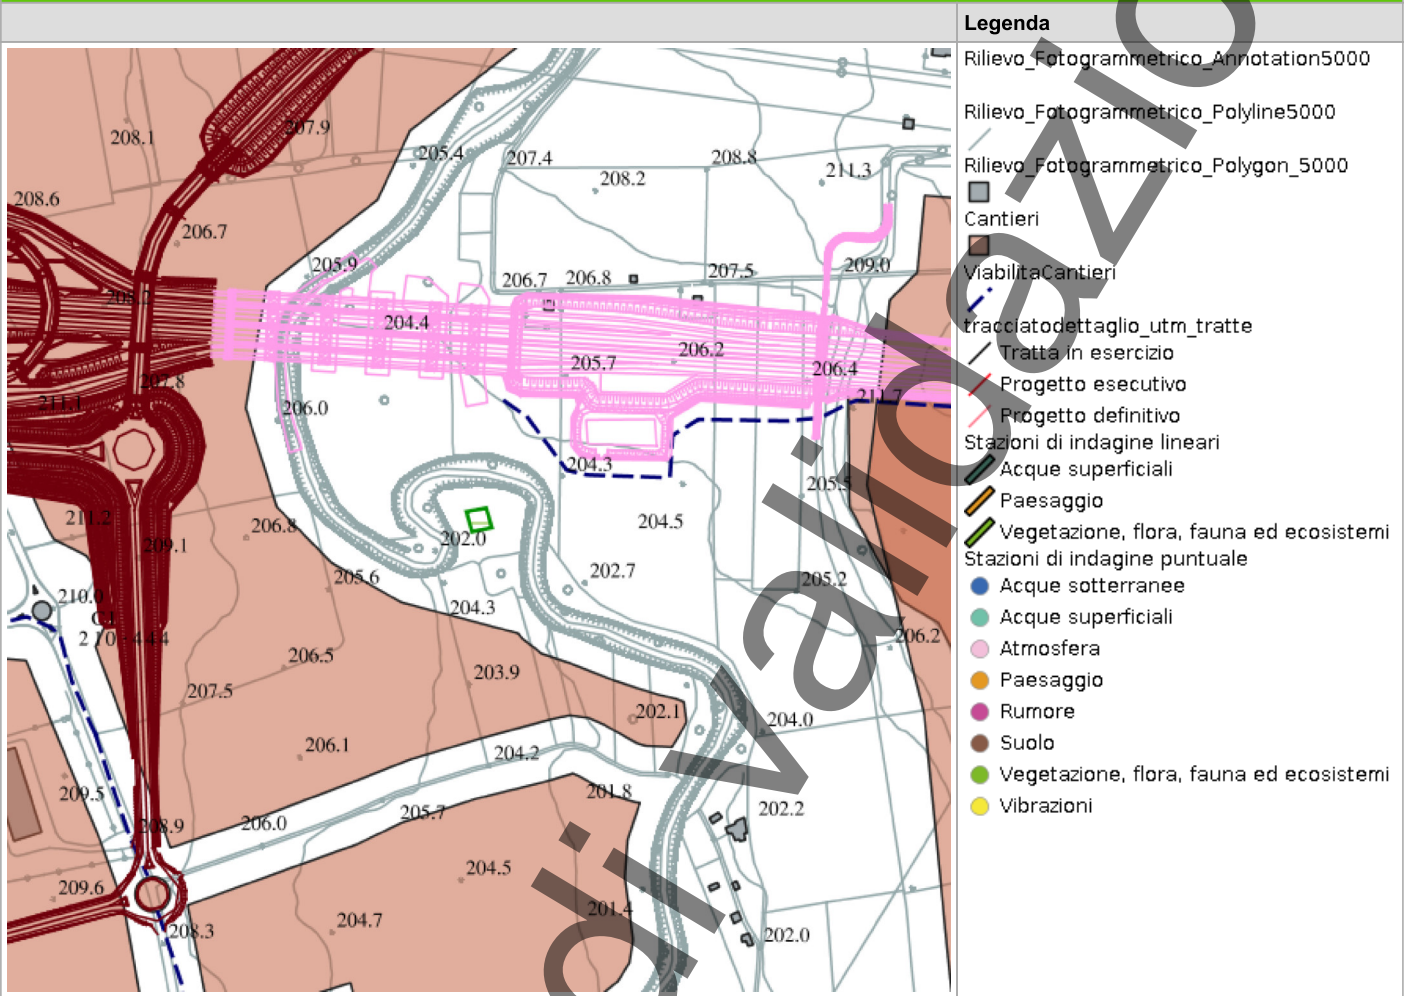 Legenda
Rilievo_Fotogrammetrico_Annotation5000
Rilievo_Fotogrammetrico_Polyline5000
Rilievo_Fotogrammetrico_Polygon_5000
Cantieri
ViabilitaCantieri
tracciatodettaglio_utm_tratte
Tratta in esercizio
Progetto esecutivo
Progetto definitivo
Stazioni di indagine lineari
Acque superficiali
Paesaggio
Vegetazione, flora, fauna ed ecosistemi
Stazioni di indagine puntuale
Acque sotterranee
Acque superficiali
Atmosfera
Paesaggio
Rumore
Suolo
Vegetazione, flora, fauna ed ecosistemi
Vibrazioni
207.9
208.1
205.4
207.4
208.8
211.3
208.2
208.6
206.7
205.9
206.7
206.8
207.5
209.0
204.4
206.2
205.7
206.4
207.8
211.1
206.0
211.7
204.3
205.5
211.2
206.8
204.5
209.1
202.0
205.6
202.7
205.2
210.0
204.3
206.2
206.5
203.9
207.5
202.1
204.0
206.1
204.2
209.5
201.8
202.2
208.9
206.0
205.7
209.6
204.5
204.7
201.4
208.3
202.0
di validazio